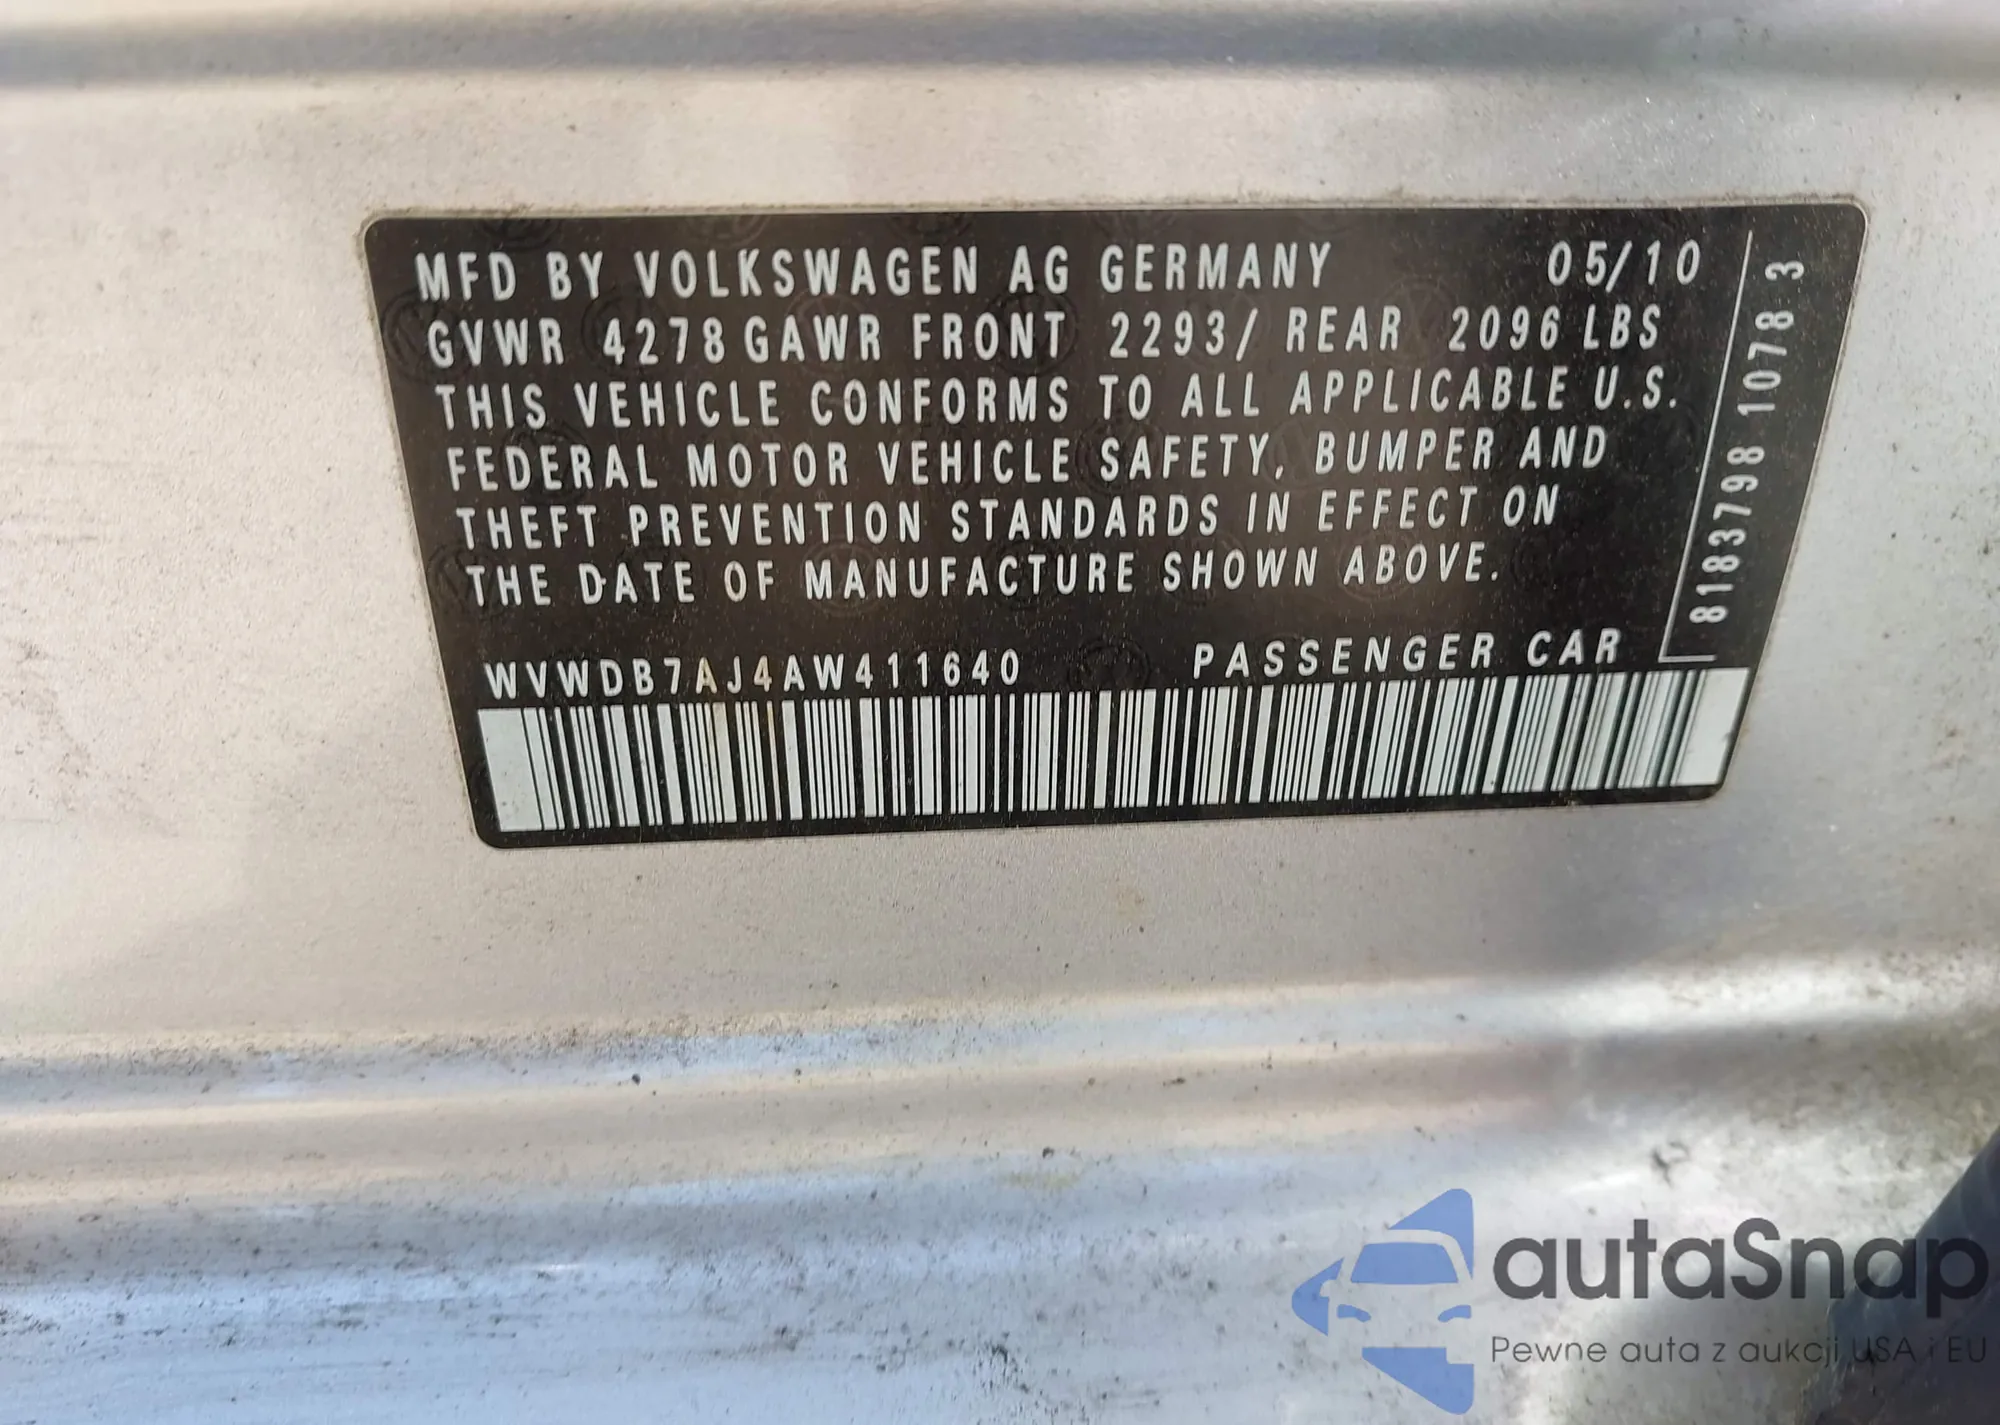 MFD BY VOLKSWAGEN AG GERMANY 05/10
GVWR 4278 GAWR FRONT 2293/ REAR 2096 LBS
THIS VEHICLE CONFORMS TO ALL APPLICABLE U.S.
FEDERAL MOTOR VEHICLE SAFETY, BUMPER AND
THEFT PREVENTION STANDARDS IN EFFECT ON
THE DATE OF MANUFACTURE SHOWN ABOVE.
WVWDB7AJ4AW411640 PASSENGER CAR
8183798 1078 3
autaSnap
Pewne auta z aukcji USA i EU